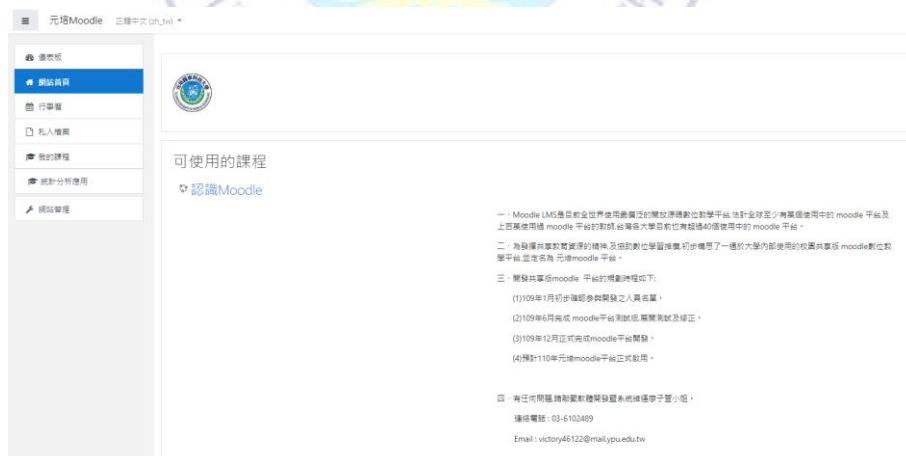 元培Moodle 正體中文 (zh_tw)
儀表板
網站首頁
行事曆
私人檔案
我的課程
統計分析應用
網站管理
可使用的課程
認識Moodle
一、Moodle LMS是目前全世界使用最廣泛的開放源碼數位教學平台,估計全球至少有萬個使用中的 moodle 平台及
上百萬使用過 moodle 平台的教師,台灣各大學目前也有超過40個使用中的 moodle 平台。
二、為發揮共享教育資源的精神,及協助數位學習推廣,初步構思了一適於大學內部使用的校園共享版 moodle數位教
學平台,並定名為 元培moodle 平台。
三、開發共享版moodle 平台的規劃時程如下:
(1)109年1月初步確認參與開發之人員名單。
(2)109年6月完成 moodle平台測試版,展開測試及修正。
(3)109年12月正式完成moodle平台開發。
(4)預計110年元培moodle平台正式啟用。
四、有任何問題,請聯繫軟體開發暨系統維運廖子萱小姐。
連絡電話 : 03-6102489
Email : victory46122@mail.ypu.edu.tw